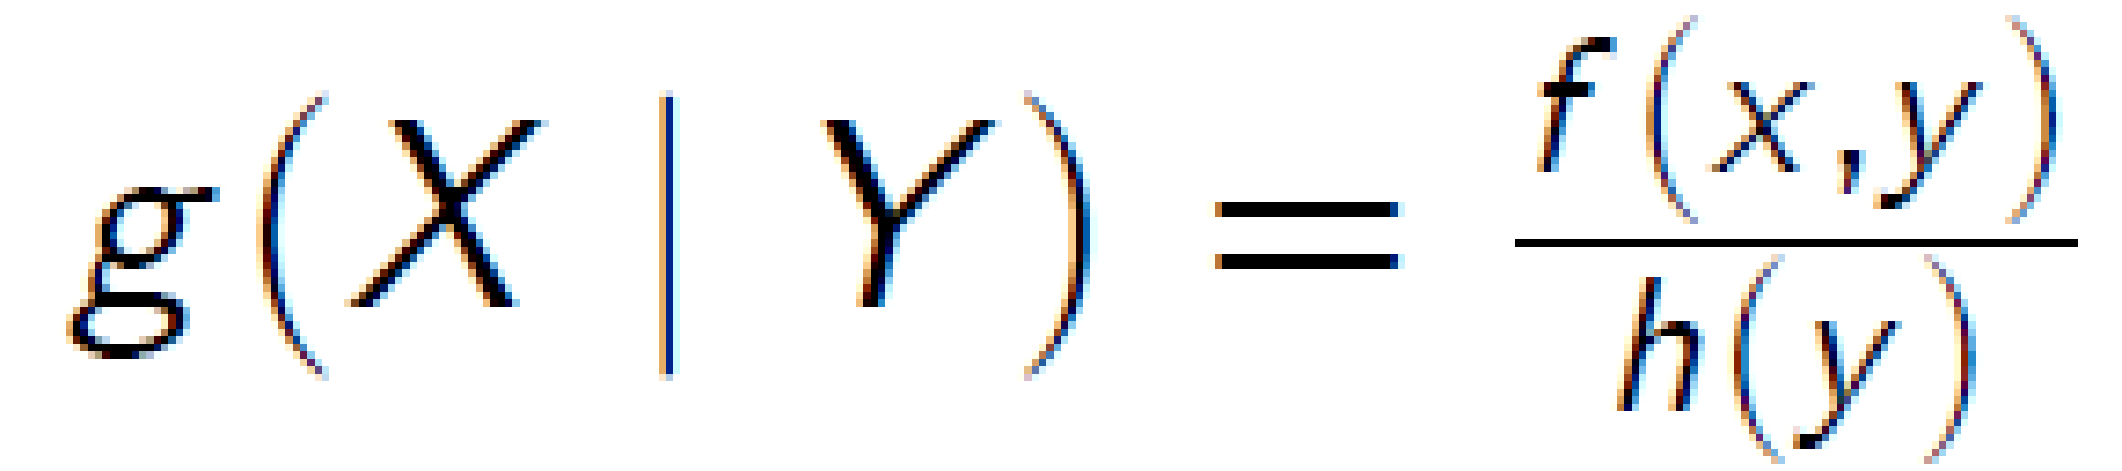 g(X | Y) = f(x,y) / h(y)